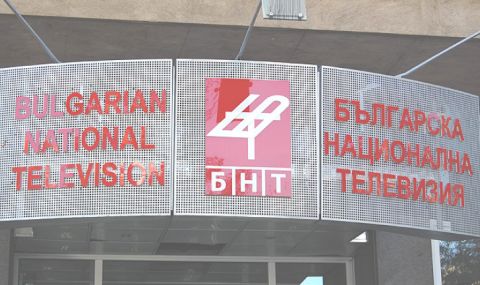 BULGARIAN
NATIONAL
TELEVISION
БНТ
БЪЛГАРСКА
НАЦИОНАЛНА
ТЕЛЕВИЗИЯ